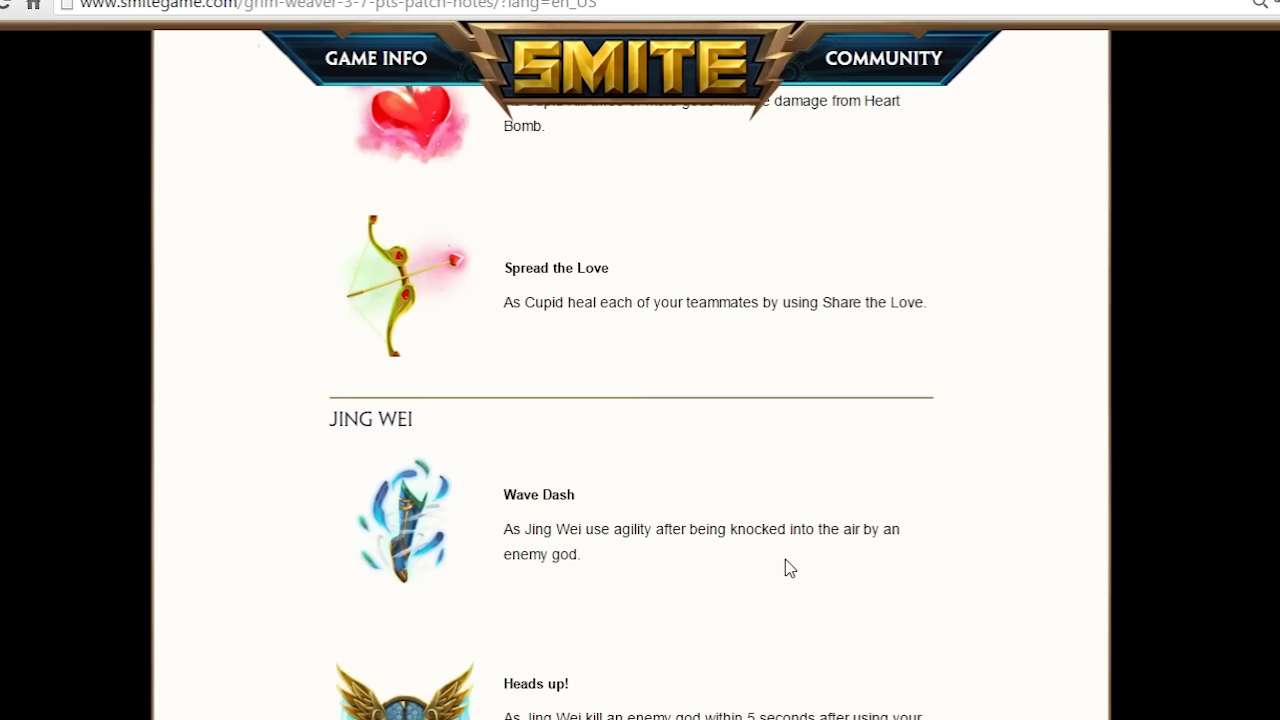 www.smitegame.com/grim-weaver-3-7-pts-patch-notes/?lang=en_US
GAME INFO
SMITE
COMMUNITY
damage from Heart
Bomb.
Spread the Love
As Cupid heal each of your teammates by using Share the Love.
JING WEI
Wave Dash
As Jing Wei use agility after being knocked into the air by an
enemy god.
Heads up!
As Jing Wei kill an enemy god within 5 seconds after using your